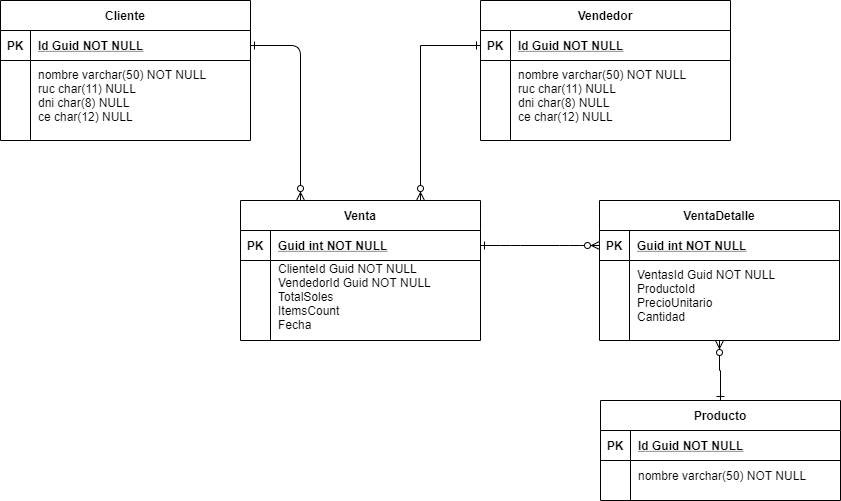 Cliente
PK Id Guid NOT NULL
nombre varchar(50) NOT NULL
ruc char(11) NULL
dni char(8) NULL
ce char(12) NULL
Vendedor
PK Id Guid NOT NULL
nombre varchar(50) NOT NULL
ruc char(11) NULL
dni char(8) NULL
ce char(12) NULL
Venta
PK Guid int NOT NULL
ClienteId Guid NOT NULL
VendedorId Guid NOT NULL
TotalSoles
ItemsCount
Fecha
VentaDetalle
PK Guid int NOT NULL
VentasId Guid NOT NULL
ProductoId
PrecioUnitario
Cantidad
Producto
PK Id Guid NOT NULL
nombre varchar(50) NOT NULL